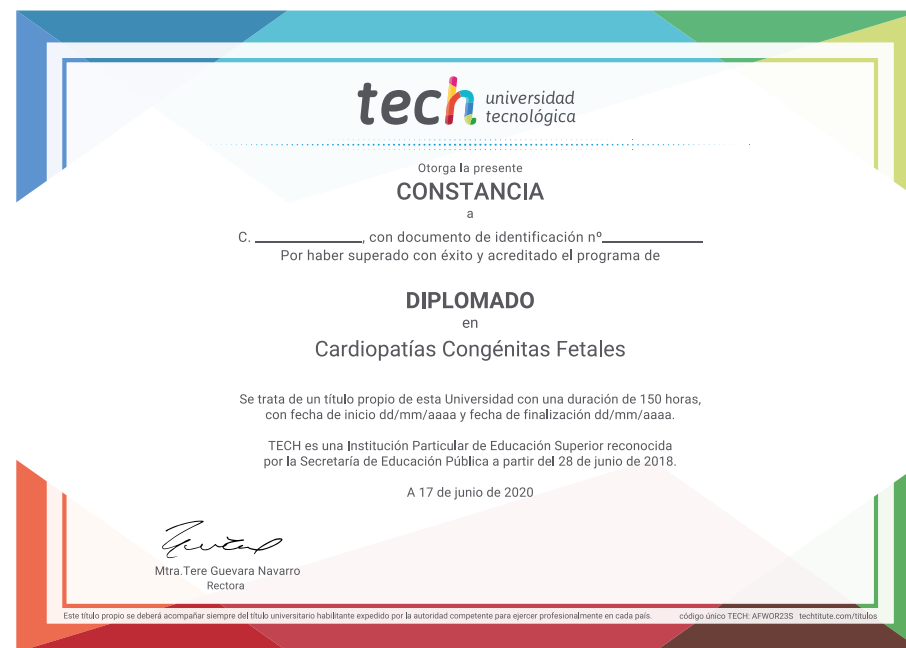 tech universidad
tecnológica
Otorga la presente
CONSTANCIA
a
C. ____________, con documento de identificación nº____________
Por haber superado con éxito y acreditado el programa de
DIPLOMADO
en
Cardiopatías Congénitas Fetales
Se trata de un título propio de esta Universidad con una duración de 150 horas,
con fecha de inicio dd/mm/aaaa y fecha de finalización dd/mm/aaaa.
TECH es una Institución Particular de Educación Superior reconocida
por la Secretaría de Educación Pública a partir del 28 de junio de 2018.
A 17 de junio de 2020
Mtra.Tere Guevara Navarro
Rectora
Este título propio se deberá acompañar siempre del título universitario habilitante expedido por la autoridad competente para ejercer profesionalmente en cada país. código único TECH: AFWOR23S techtitute.com/titulos